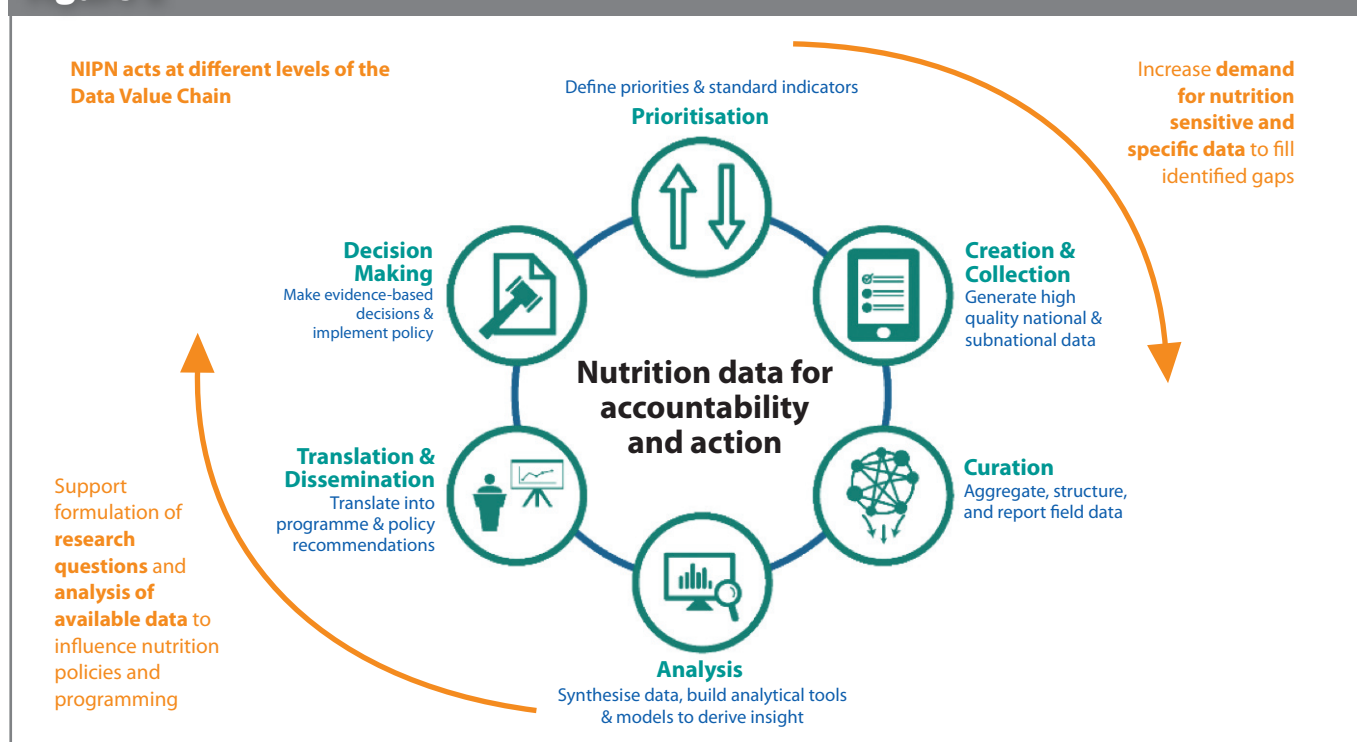 NIPN acts at different levels of the
Data Value Chain
Define priorities & standard indicators
Prioritisation
Increase demand
for nutrition
sensitive and
specific data to fill
identified gaps
Decision
Making
Make evidence-based
decisions &
implement policy
Creation &
Collection
Generate high
quality national &
subnational data
Nutrition data for
accountability
and action
Translation &
Dissemination
Translate into
programme & policy
recommendations
Curation
Aggregate, structure,
and report field data
Support
formulation of
research
questions and
analysis of
available data to
influence nutrition
policies and
programming
Analysis
Synthesise data, build analytical tools
& models to derive insight